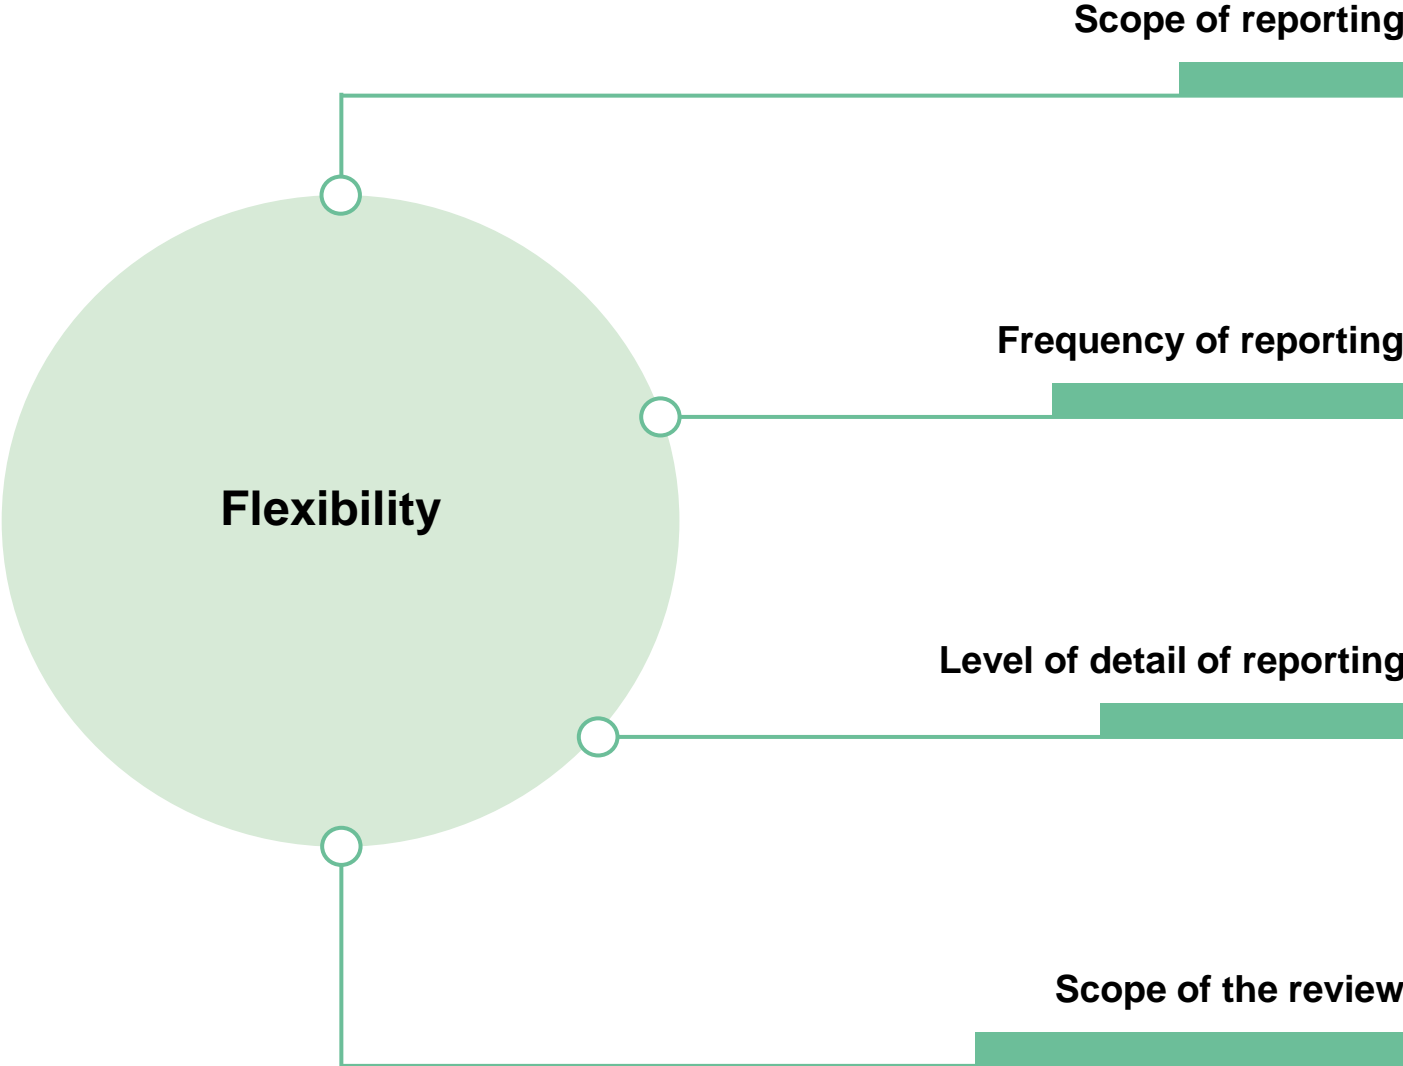 Scope of reporting
Frequency of reporting
Flexibility
Level of detail of reporting
Scope of the review